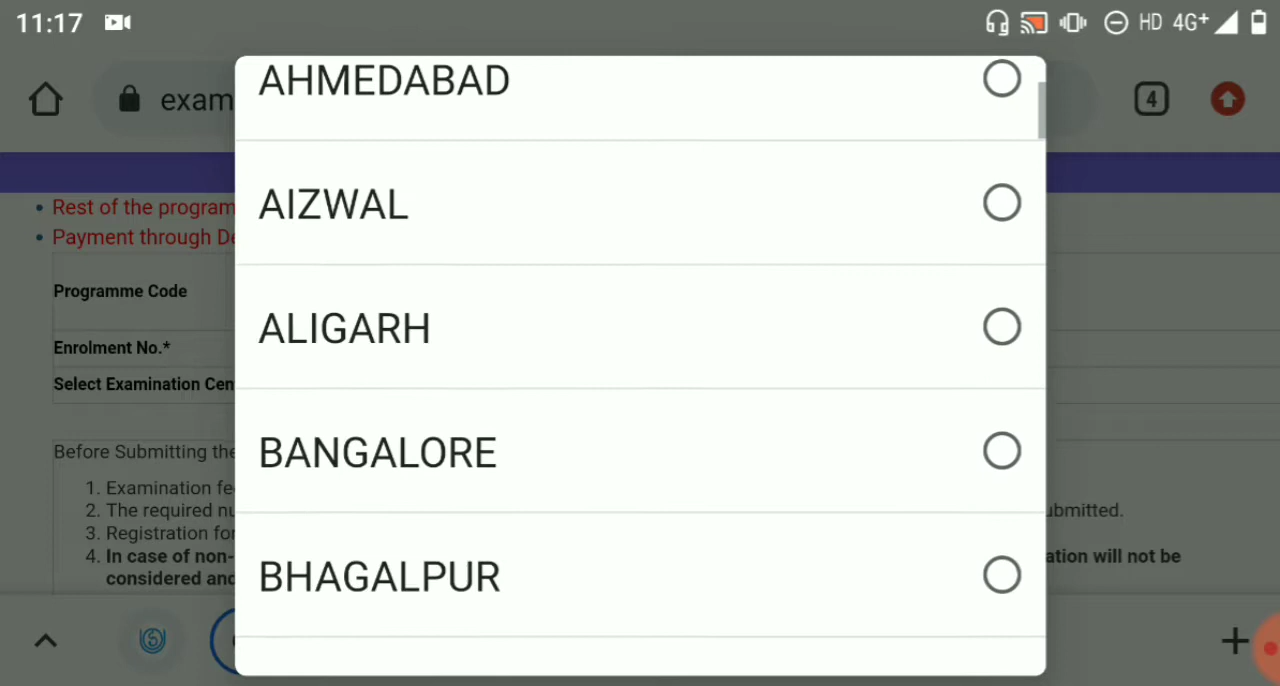 11:17
HD 4G+
exam
4
AHMEDABAD
AIZWAL
ALIGARH
BANGALORE
BHAGALPUR
Rest of the program
Payment through De
Programme Code
Enrolment No.*
Select Examination Cen
Before Submitting the
1. Examination fe
2. The required nu ubmitted.
3. Registration for
4. In case of non- ation will not be
considered and